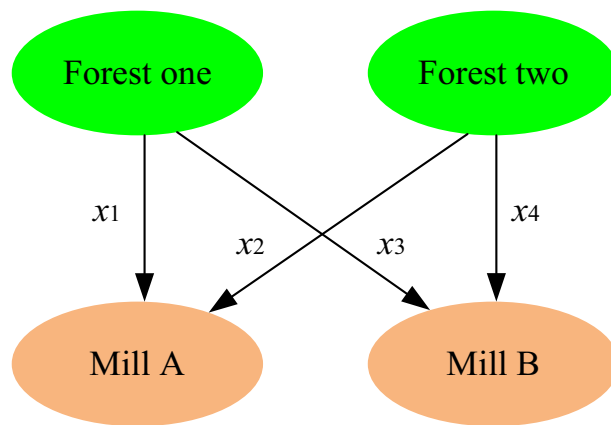 Forest one
Forest two
x1
x2
x3
x4
Mill A
Mill B